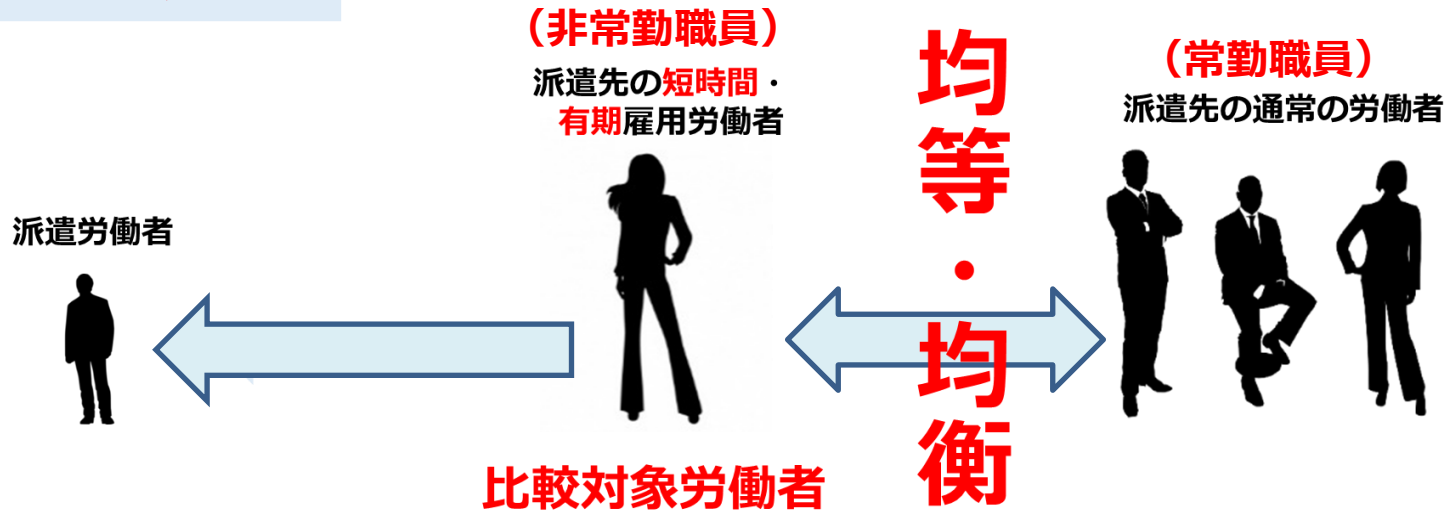 派遣労働者
（非常勤職員）
派遣先の短時間・
有期雇用労働者
比較対象労働者
均等・均衡
（常勤職員）
派遣先の通常の労働者